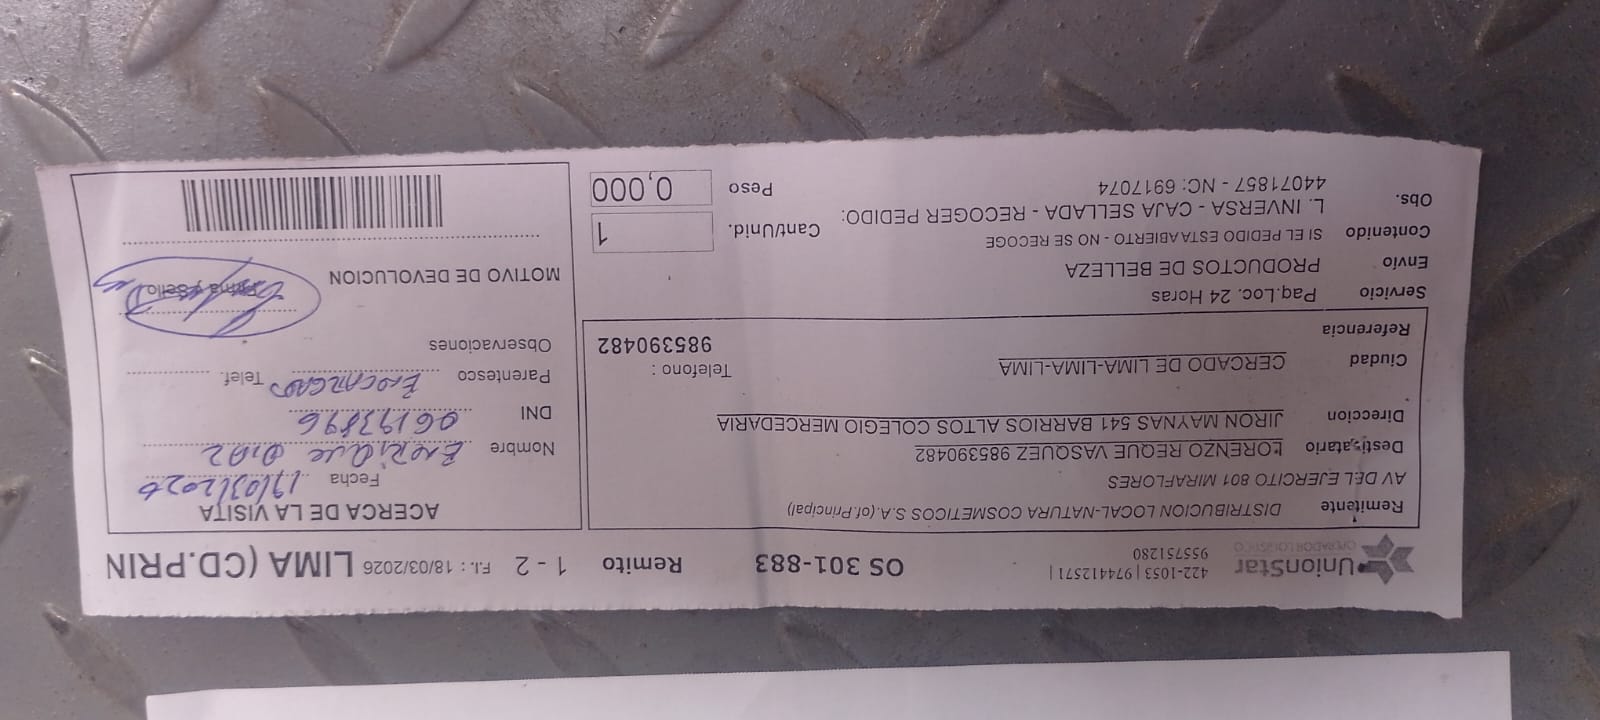 UnionStar
OPERADOR LOGISTICO
422-1053 | 974412571 |
955751280
OS 301-883
Remito 1 - 2 F.I. : 18/03/2026 LIMA (CD.PRIN
Remitante DISTRIBUCION LOCAL-NATURA COSMETICOS S.A.(of.Principal)
AV DEL EJERCITO 801 MIRAFLORES
Destinatario LORENZO REQUE VASQUEZ 985390482
Direccion JIRON MAYNAS 541 BARRIOS ALTOS COLEGIO MERCEDARIA
Ciudad CERCADO DE LIMA-LIMA-LIMA
Telefono :
985390482
Referencia
Servicio Paq.Loc. 24 Horas
Envio PRODUCTOS DE BELLEZA
Contenido SI EL PEDIDO ESTA ABIERTO - NO SE RECOGE
Obs. L. INVERSA - CAJA SELLADA - RECOGER PEDIDO:
44071857 - NC: 6917074
Cant/Unid. 1
Peso 0,000
ACERCA DE LA VISITA
Fecha 19/03/2026
Nombre Enrique Diaz
DNI 06193896
Parentesco Encargado Telef.
Observaciones
Firma y Sello
MOTIVO DE DEVOLUCION